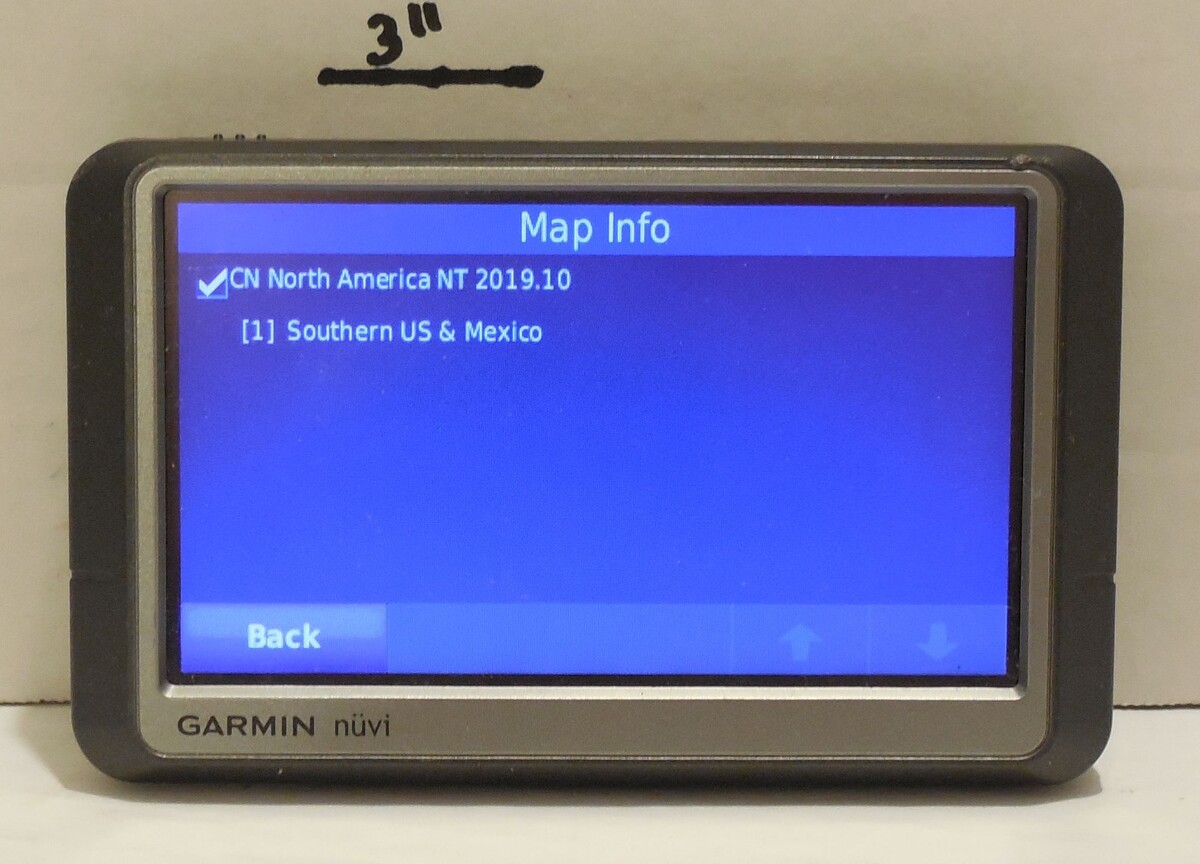 3"
Map Info
CN North America NT 2019.10
[1] Southern US & Mexico
Back
GARMIN nüvi